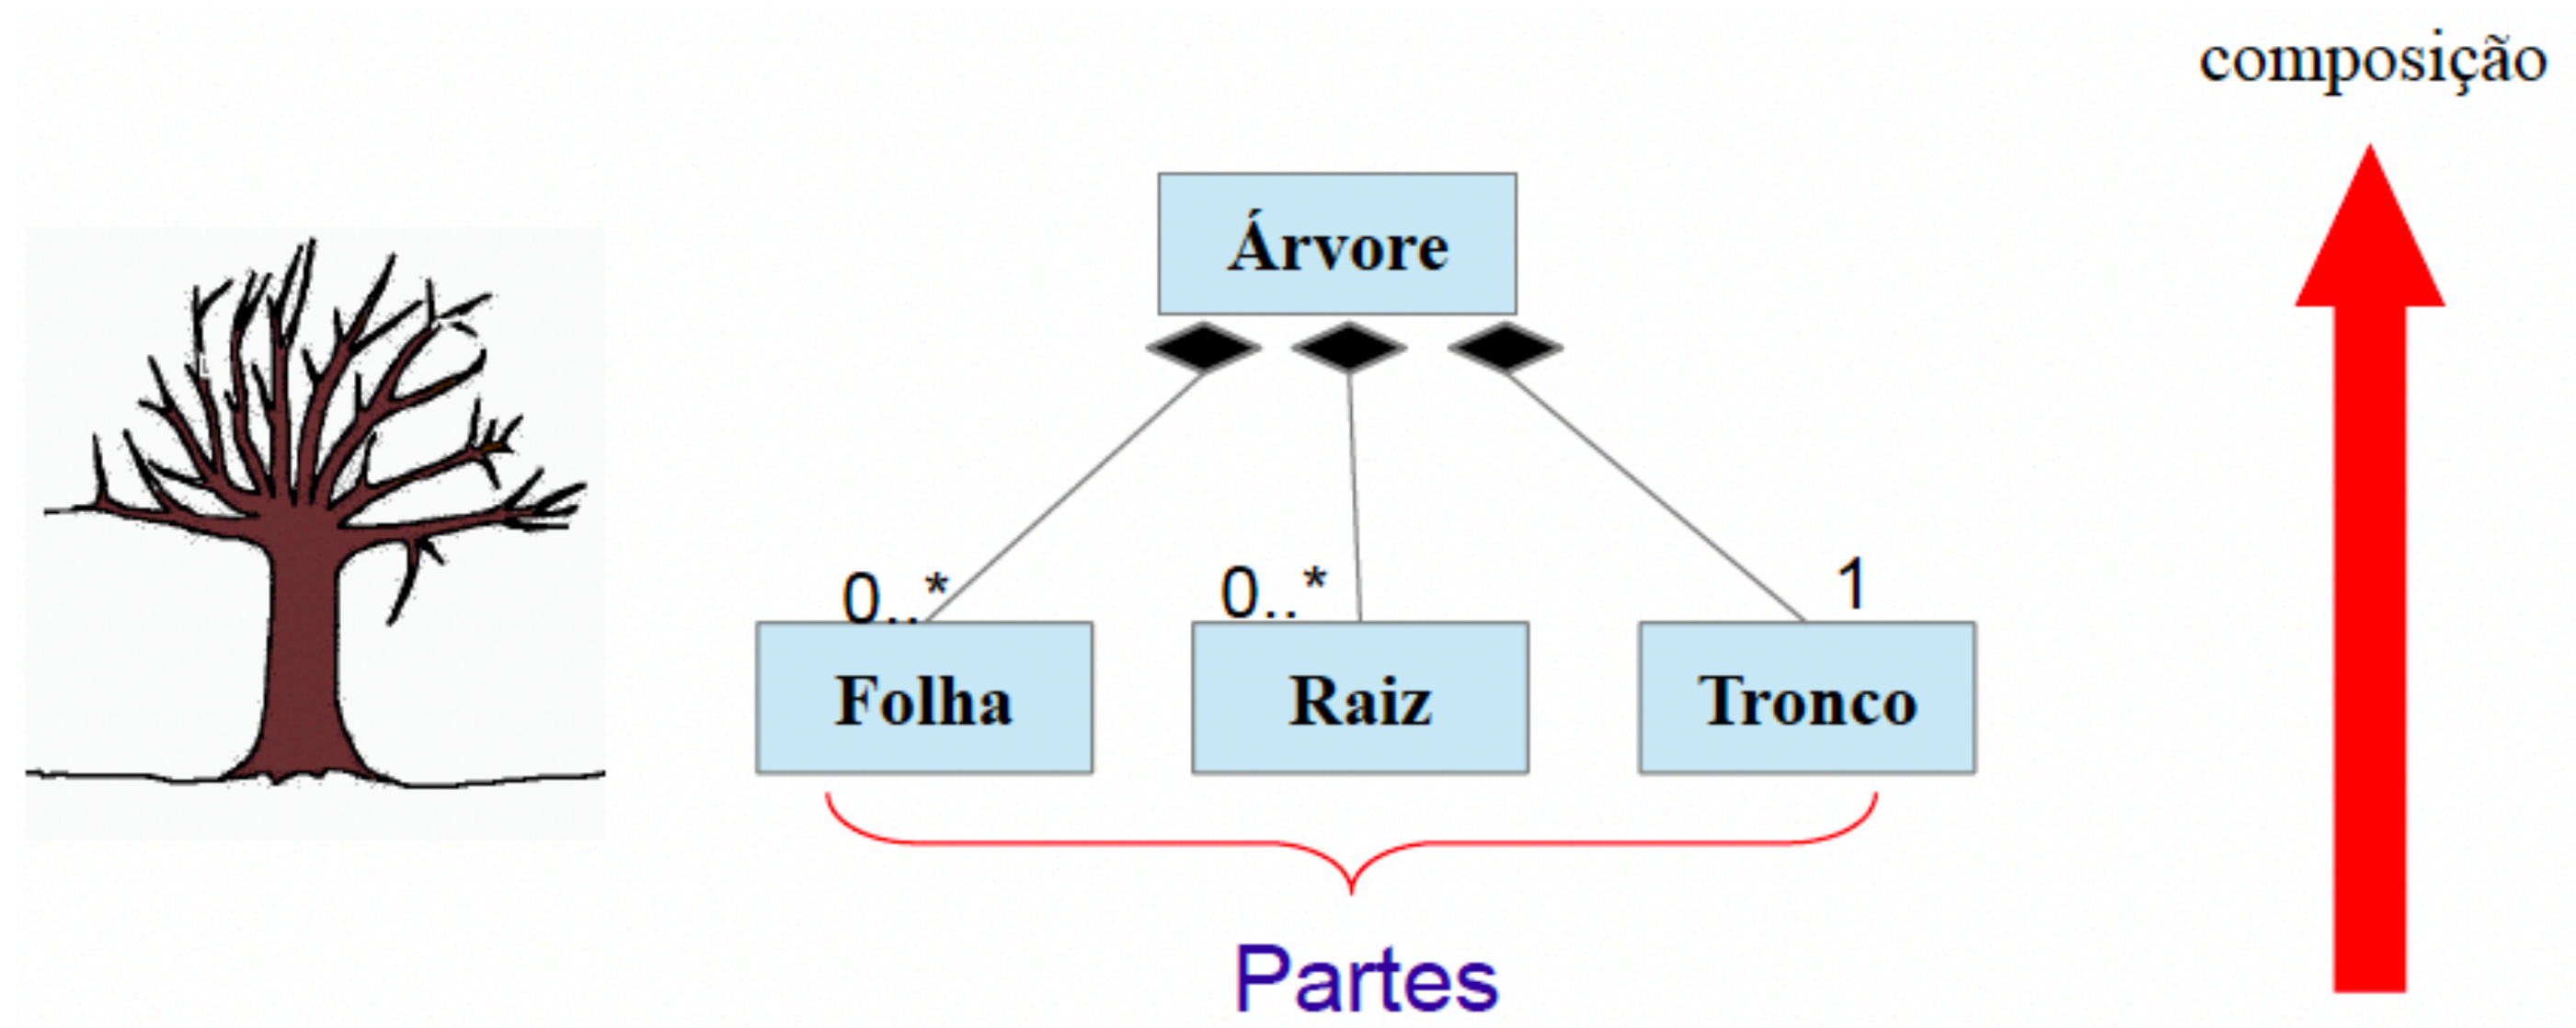 composição
Árvore
0..*
0..*
1
Folha
Raiz
Tronco
Partes